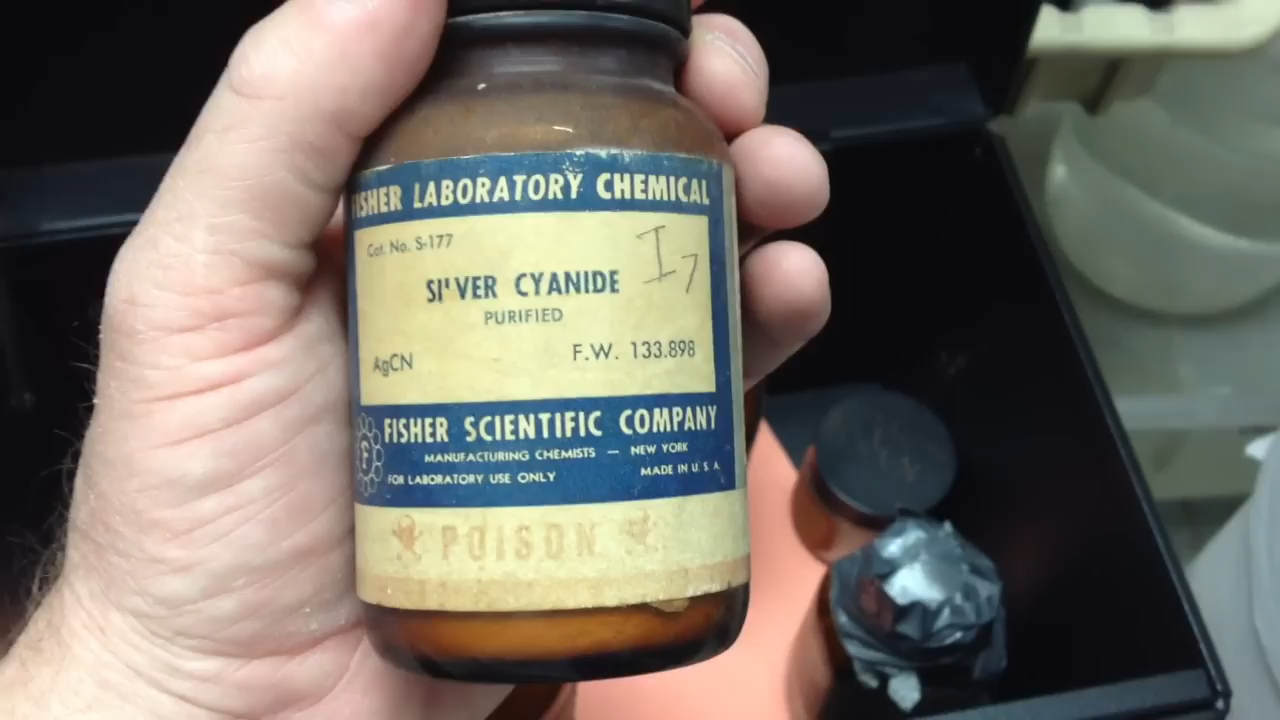 FISHER LABORATORY CHEMICAL
Cat. No. S-177
I7
SI'VER CYANIDE
PURIFIED
AgCN F.W. 133.898
F
FISHER SCIENTIFIC COMPANY
MANUFACTURING CHEMISTS — NEW YORK
FOR LABORATORY USE ONLY MADE IN U. S. A.
POISON